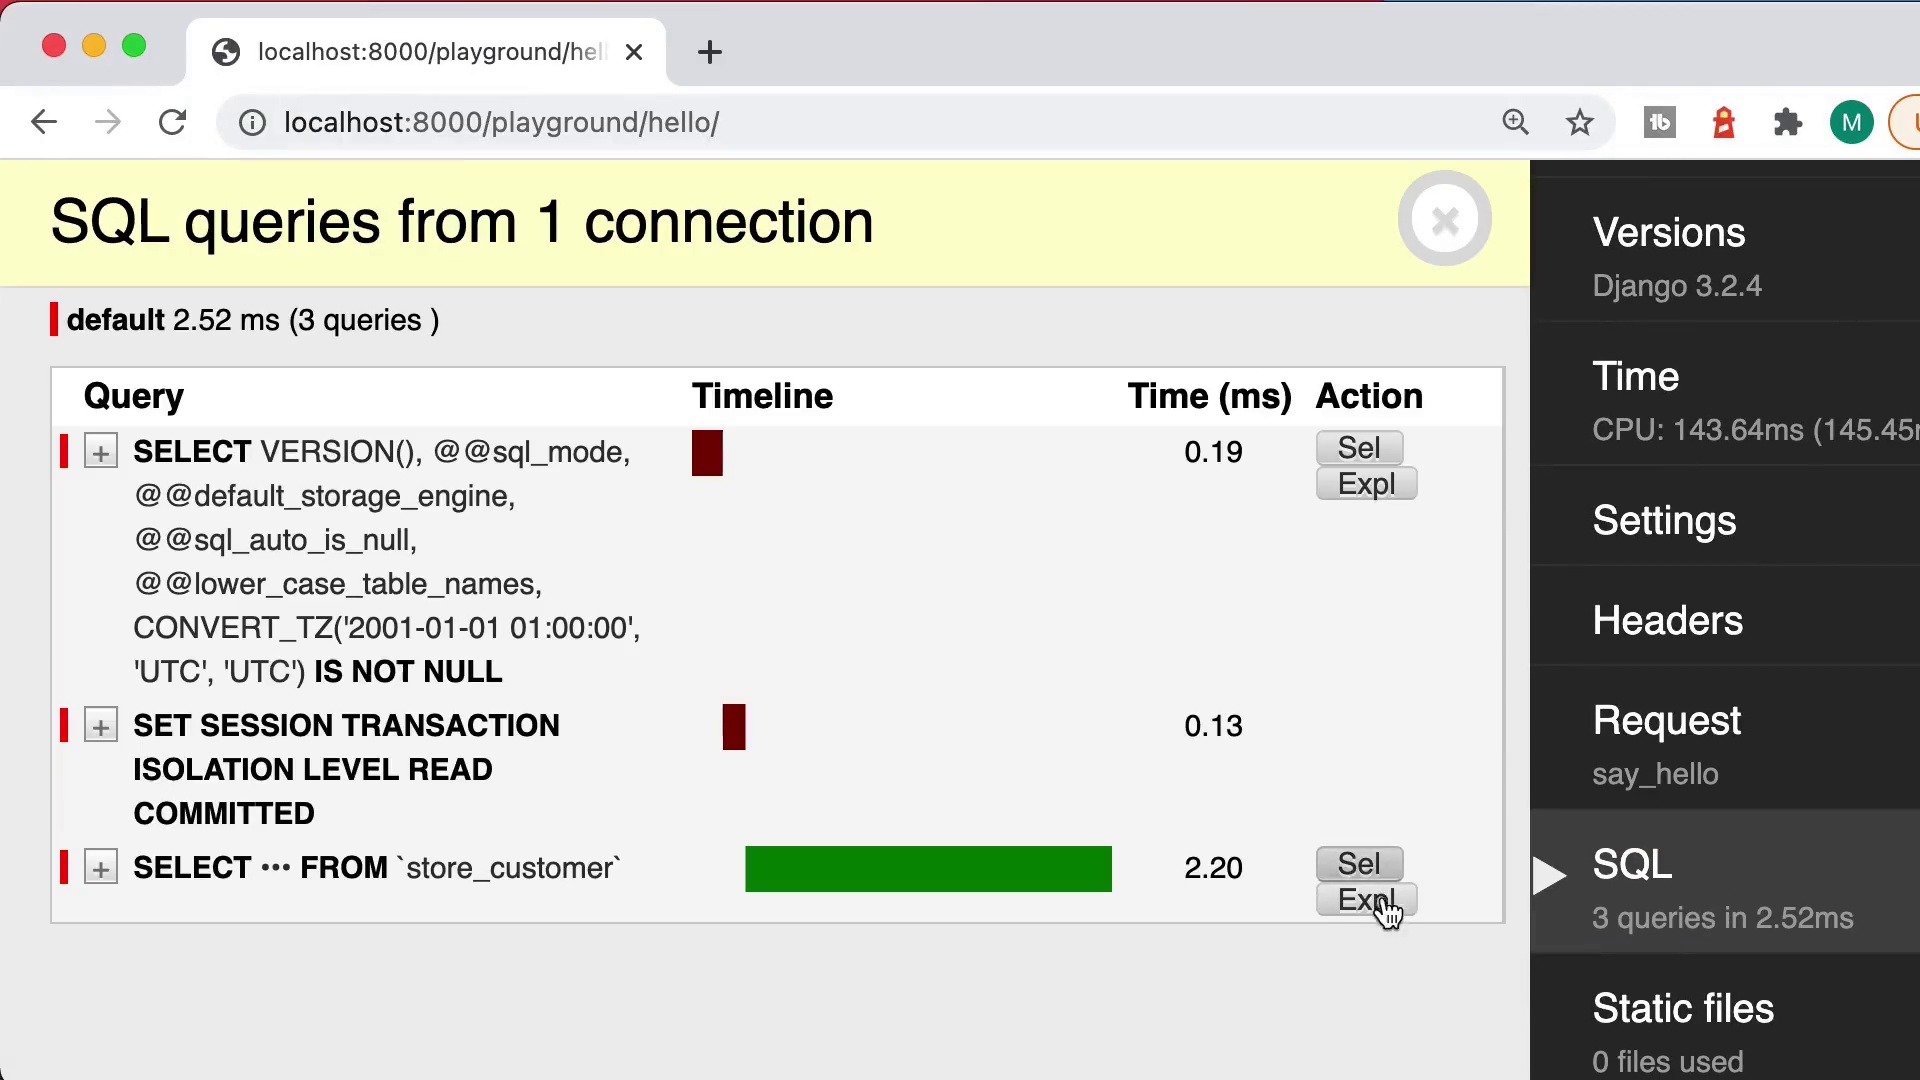 localhost:8000/playground/hel
localhost:8000/playground/hello/
M
SQL queries from 1 connection
default 2.52 ms (3 queries )
Query Timeline Time (ms) Action
SELECT VERSION(), @@sql_mode, 0.19 Sel
@@default_storage_engine, Expl
@@sql_auto_is_null,
@@lower_case_table_names,
CONVERT_TZ('2001-01-01 01:00:00',
'UTC', 'UTC') IS NOT NULL
SET SESSION TRANSACTION 0.13
ISOLATION LEVEL READ
COMMITTED
SELECT ••• FROM `store_customer` 2.20 Sel
Expl
Versions
Django 3.2.4
Time
CPU: 143.64ms (145.45
Settings
Headers
Request
say_hello
SQL
3 queries in 2.52ms
Static files
0 files used